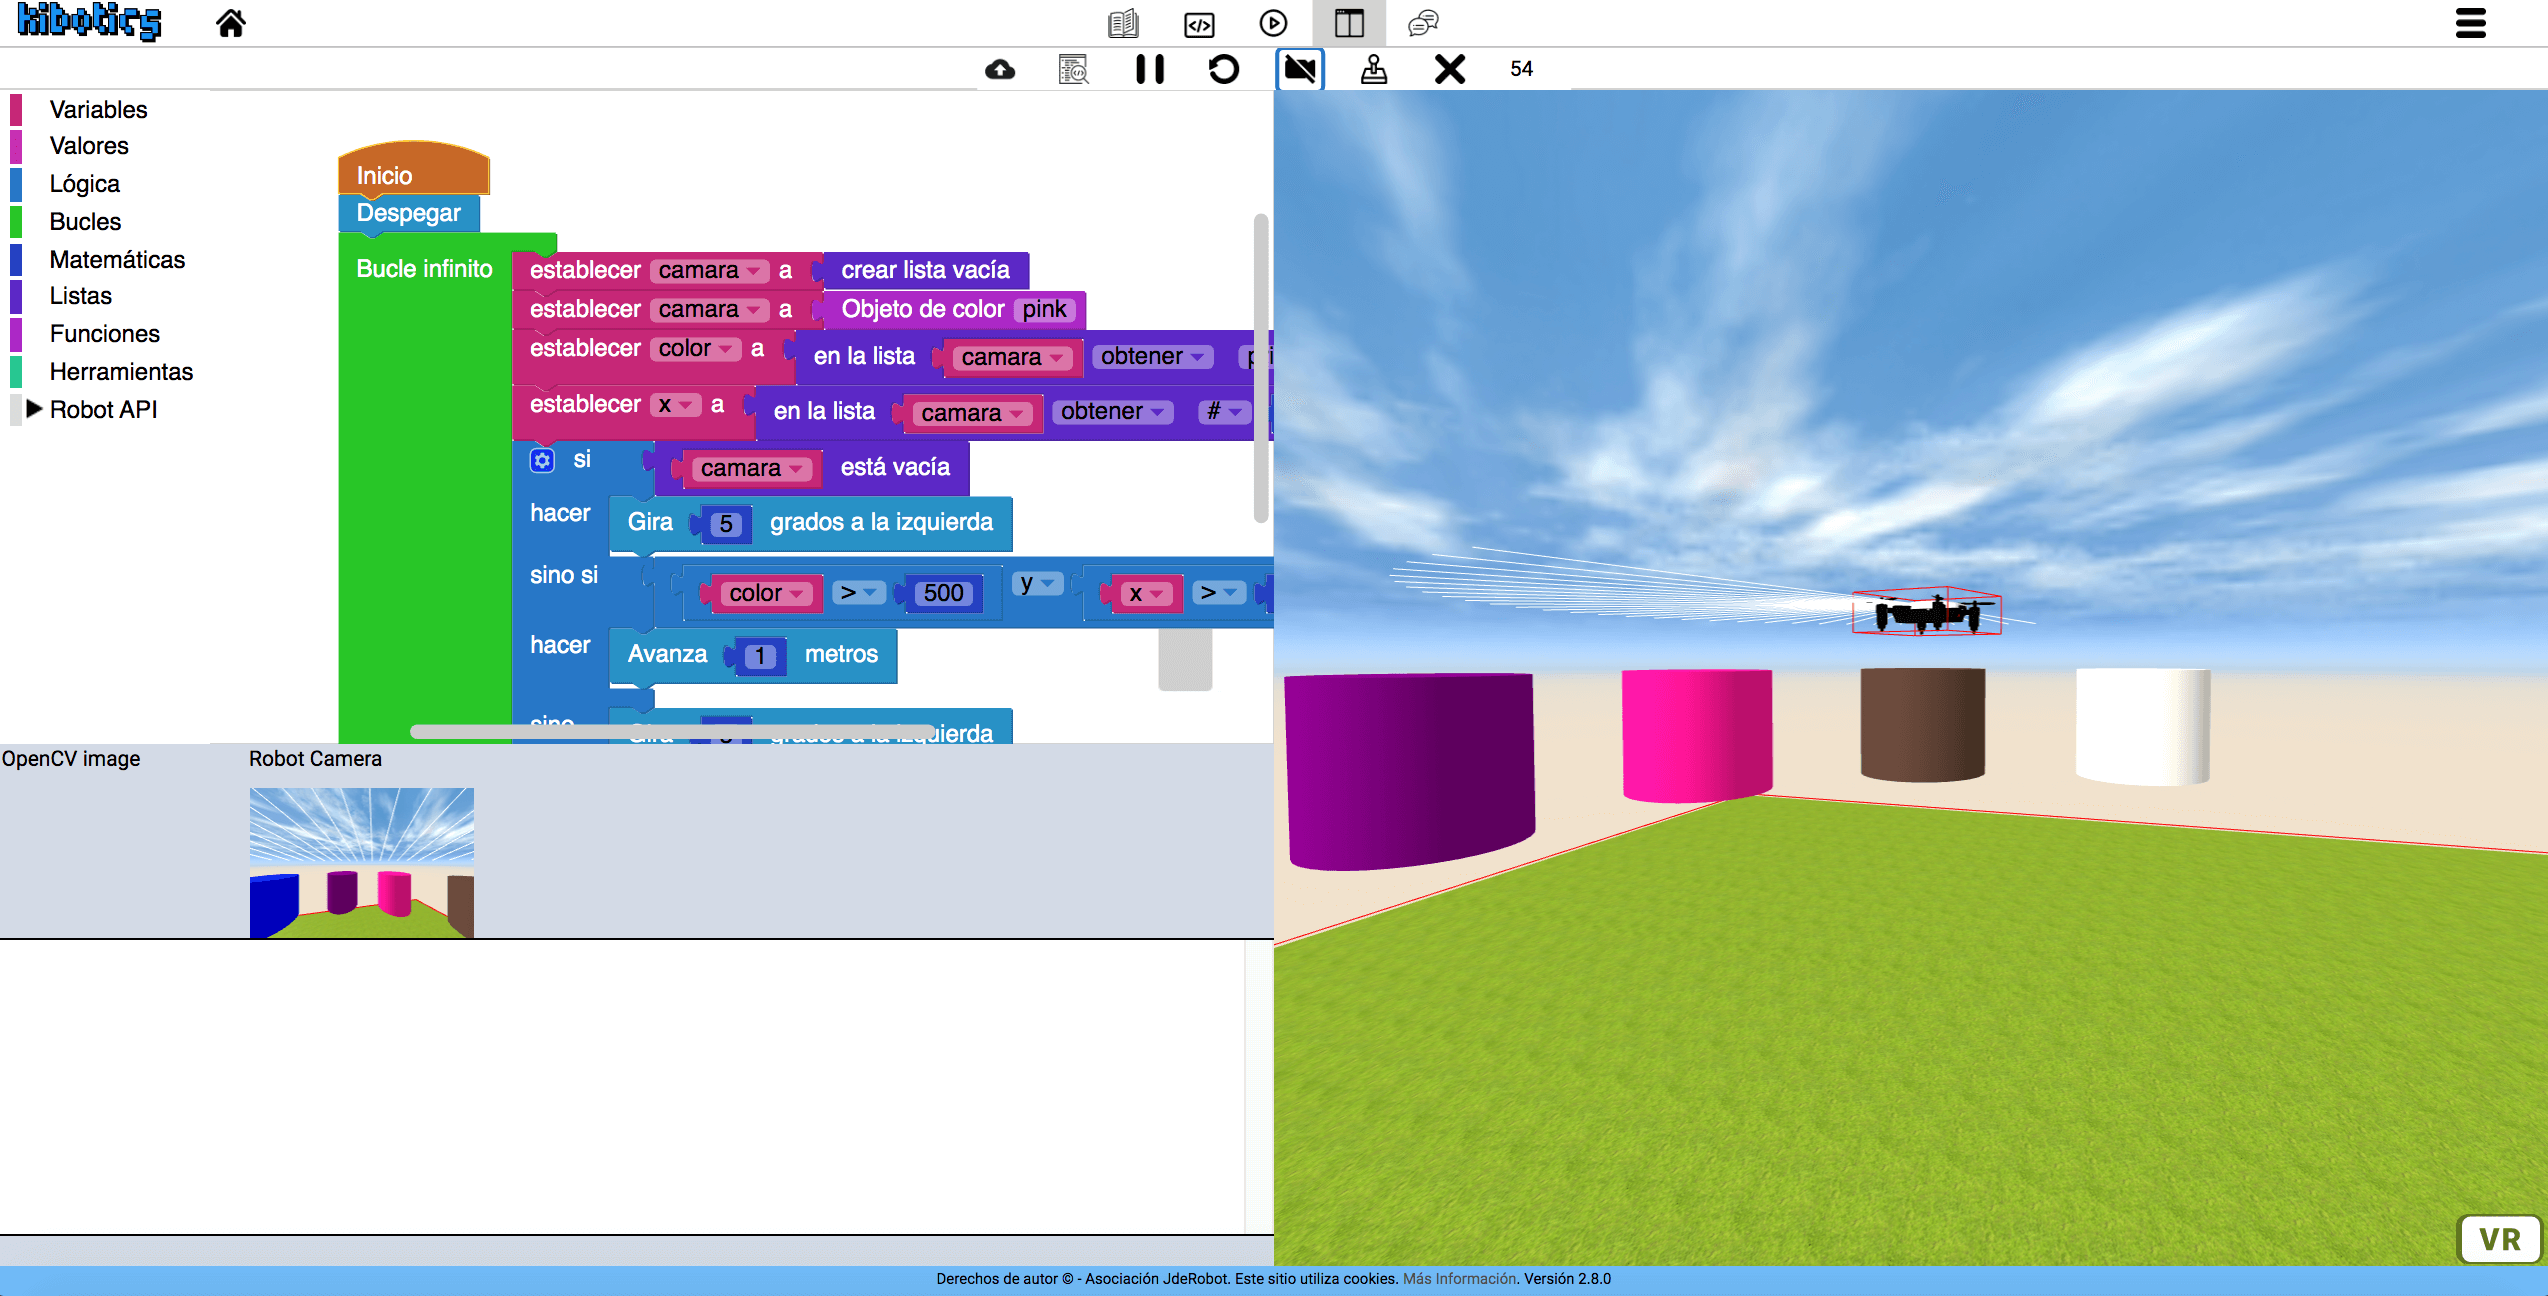 kibotics
54
Variables
Valores
Lógica
Bucles
Matemáticas
Listas
Funciones
Herramientas
Robot API
Inicio
Despegar
Bucle infinito
establecer camara a crear lista vacía
establecer camara a Objeto de color pink
establecer color a en la lista camara obtener
establecer x a en la lista camara obtener #
si camara está vacía
hacer Gira 5 grados a la izquierda
sino si color > 500 y x >
hacer Avanza 1 metros
sino Gira grados a la izquierda
OpenCV image
Robot Camera
VR
Derechos de autor © - Asociación JdeRobot. Este sitio utiliza cookies. Más Información. Versión 2.8.0